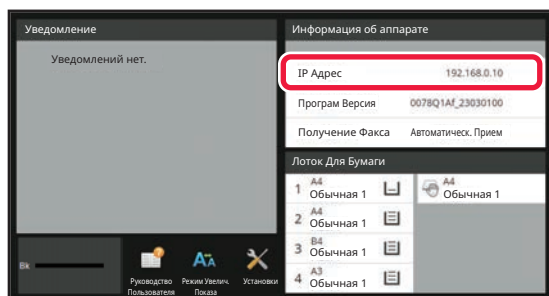 Уведомление
Уведомлений нет.
Информация об аппарате
IP Адрес 192.168.0.10
Програм Версия 0078Q1Af_23030100
Получение Факса Автоматическ. Прием
Лоток Для Бумаги
1 A4
Обычная 1
A4
Обычная 1
2 A4
Обычная 1
3 B4
Обычная 1
4 A3
Обычная 1
Bk
Руководство
Пользователя
Режим Увелич.
Показа
Установки